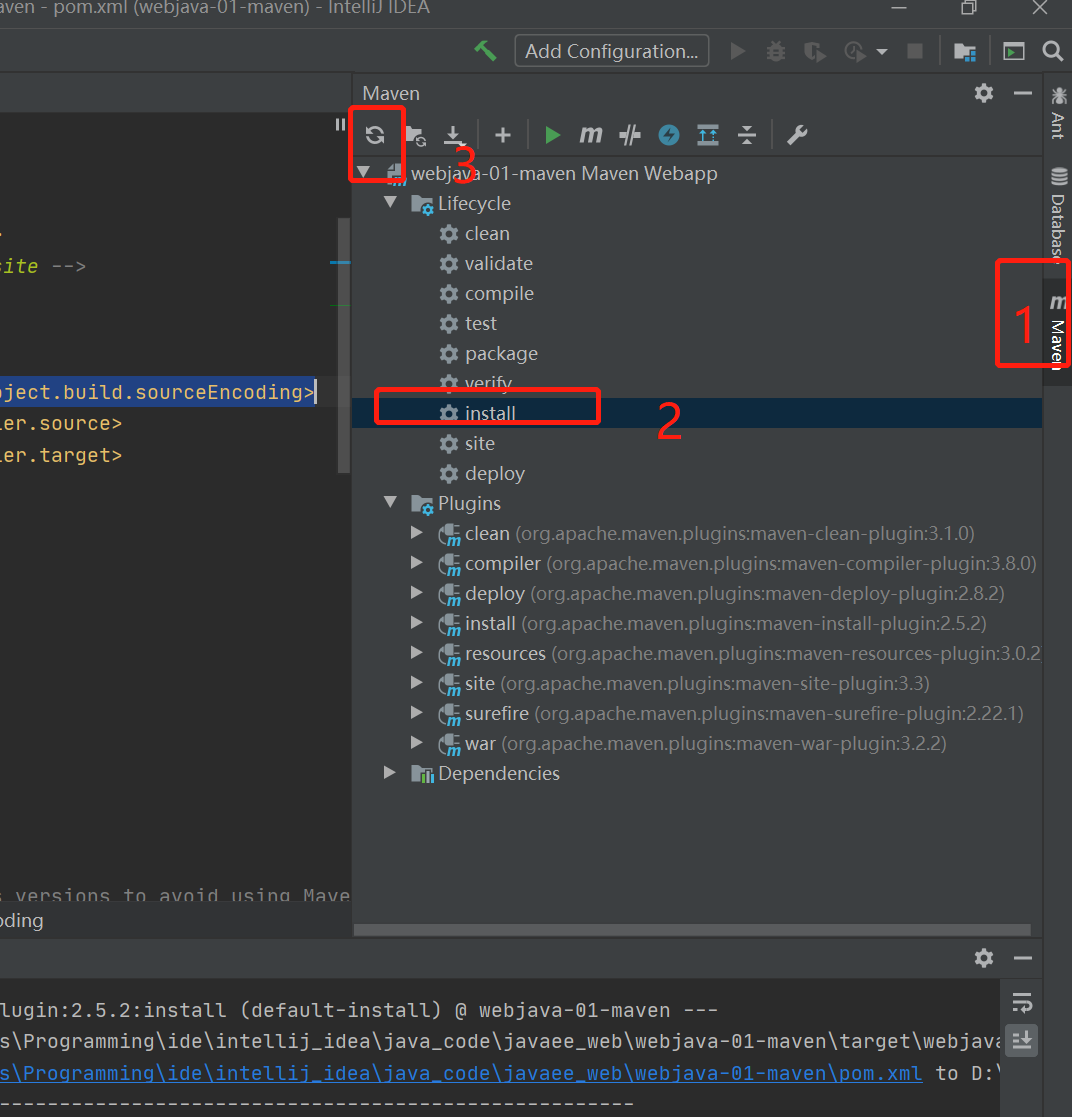 aven - pom.xml (webjava-01-maven) - IntelliJ IDEA
Add Configuration...
Maven
3
webjava-01-maven Maven Webapp
Lifecycle
clean
validate
compile
test
package
verify
install
2
site
deploy
Plugins
clean (org.apache.maven.plugins:maven-clean-plugin:3.1.0)
compiler (org.apache.maven.plugins:maven-compiler-plugin:3.8.0)
deploy (org.apache.maven.plugins:maven-deploy-plugin:2.8.2)
install (org.apache.maven.plugins:maven-install-plugin:2.5.2)
resources (org.apache.maven.plugins:maven-resources-plugin:3.0.2
site (org.apache.maven.plugins:maven-site-plugin:3.3)
surefire (org.apache.maven.plugins:maven-surefire-plugin:2.22.1)
war (org.apache.maven.plugins:maven-war-plugin:3.2.2)
Dependencies
Ant
Database
1
Maven
site -->
oject.build.sourceEncoding>
ler.source>
ler.target>
s versions to avoid using Mave
oding
lugin:2.5.2:install (default-install) @ webjava-01-maven ---
s\Programming\ide\intellij_idea\java_code\javaee_web\webjava-01-maven\target\webjava
s\Programming\ide\intellij_idea\java_code\javaee_web\webjava-01-maven\pom.xml to D:\
------------------------------------------------------